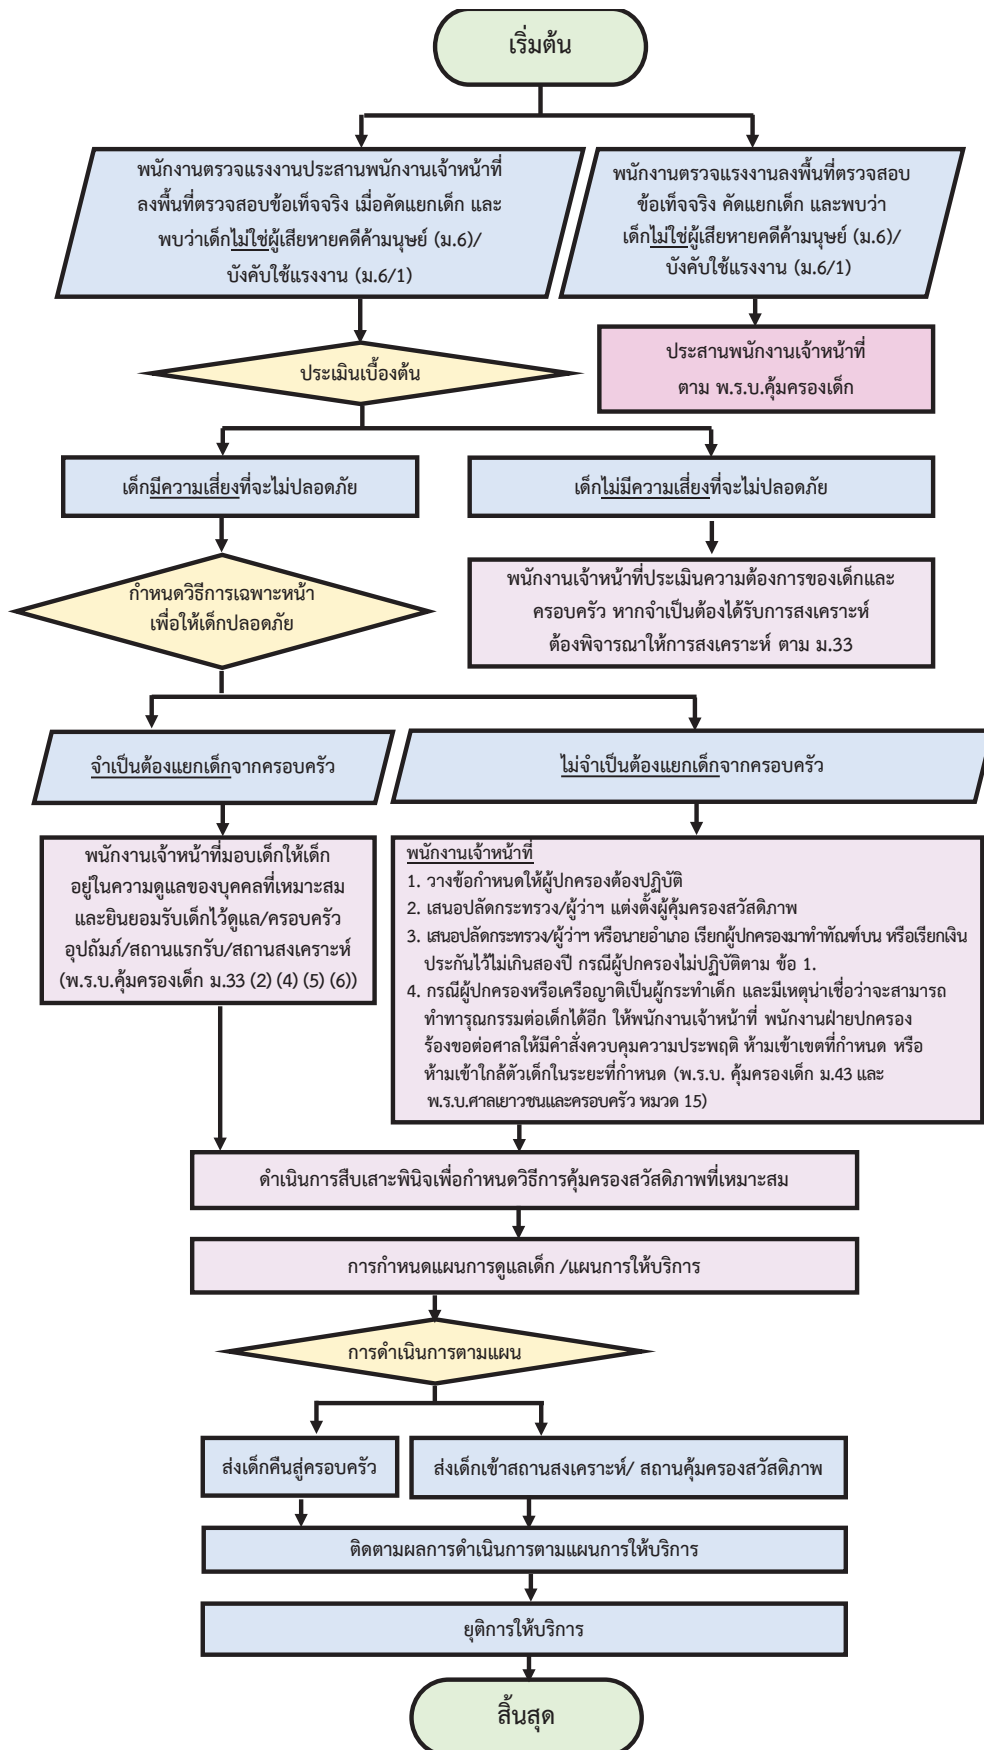 เริ่มต้น
พนักงานตรวจแรงงานประสานพนักงานเจ้าหน้าที่
ลงพื้นที่ตรวจสอบข้อเท็จจริง เมื่อคัดแยกเด็ก และ
พบว่าเด็กไม่ใช่ผู้เสียหายคดีค้ามนุษย์ (ม.6)/
บังคับใช้แรงงาน (ม.6/1)
พนักงานตรวจแรงงานลงพื้นที่ตรวจสอบ
ข้อเท็จจริง คัดแยกเด็ก และพบว่า
เด็กไม่ใช่ผู้เสียหายคดีค้ามนุษย์ (ม.6)/
บังคับใช้แรงงาน (ม.6/1)
ประสานพนักงานเจ้าหน้าที่
ตาม พ.ร.บ.คุ้มครองเด็ก
ประเมินเบื้องต้น
เด็กมีความเสี่ยงที่จะไม่ปลอดภัย
เด็กไม่มีความเสี่ยงที่จะไม่ปลอดภัย
กำหนดวิธีการเฉพาะหน้า
เพื่อให้เด็กปลอดภัย
พนักงานเจ้าหน้าที่ประเมินความต้องการของเด็กและ
ครอบครัว หากจำเป็นต้องได้รับการสงเคราะห์
ต้องพิจารณาให้การสงเคราะห์ ตาม ม.33
จำเป็นต้องแยกเด็กจากครอบครัว
ไม่จำเป็นต้องแยกเด็กจากครอบครัว
พนักงานเจ้าหน้าที่มอบเด็กให้เด็ก
อยู่ในความดูแลของบุคคลที่เหมาะสม
และยินยอมรับเด็กไว้ดูแล/ครอบครัว
อุปถัมภ์/สถานแรกรับ/สถานสงเคราะห์
(พ.ร.บ.คุ้มครองเด็ก ม.33 (2) (4) (5) (6))
พนักงานเจ้าหน้าที่
1. วางข้อกำหนดให้ผู้ปกครองต้องปฏิบัติ
2. เสนอปลัดกระทรวง/ผู้ว่าฯ แต่งตั้งผู้คุ้มครองสวัสดิภาพ
3. เสนอปลัดกระทรวง/ผู้ว่าฯ หรือนายอำเภอ เรียกผู้ปกครองมาทำทัณฑ์บน หรือเรียกเงิน
ประกันไว้ไม่เกินสองปี กรณีผู้ปกครองไม่ปฏิบัติตาม ข้อ 1.
4. กรณีผู้ปกครองหรือเครือญาติเป็นผู้กระทำเด็ก และมีเหตุน่าเชื่อว่าจะสามารถ
ทำทารุณกรรมต่อเด็กได้อีก ให้พนักงานเจ้าหน้าที่ พนักงานฝ่ายปกครอง
ร้องขอต่อศาลให้มีคำสั่งควบคุมความประพฤติ ห้ามเข้าเขตที่กำหนด หรือ
ห้ามเข้าใกล้ตัวเด็กในระยะที่กำหนด (พ.ร.บ. คุ้มครองเด็ก ม.43 และ
พ.ร.บ.ศาลเยาวชนและครอบครัว หมวด 15)
ดำเนินการสืบเสาะพินิจเพื่อกำหนดวิธีการคุ้มครองสวัสดิภาพที่เหมาะสม
การกำหนดแผนการดูแลเด็ก /แผนการให้บริการ
การดำเนินการตามแผน
ส่งเด็กคืนสู่ครอบครัว
ส่งเด็กเข้าสถานสงเคราะห์/ สถานคุ้มครองสวัสดิภาพ
ติดตามผลการดำเนินการตามแผนการให้บริการ
ยุติการให้บริการ
สิ้นสุด